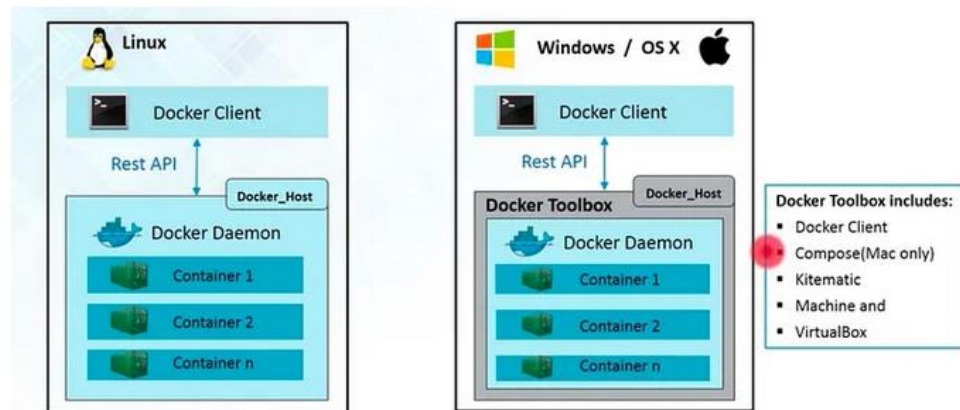 Linux
Docker Client
Rest API
Docker_Host
Docker Daemon
Container 1
Container 2
Container n
Windows / OS X
Docker Client
Rest API
Docker_Host
Docker Toolbox
Docker Daemon
Container 1
Container 2
Container n
Docker Toolbox includes:
▪ Docker Client
▪ Compose(Mac only)
▪ Kitematic
▪ Machine and
▪ VirtualBox